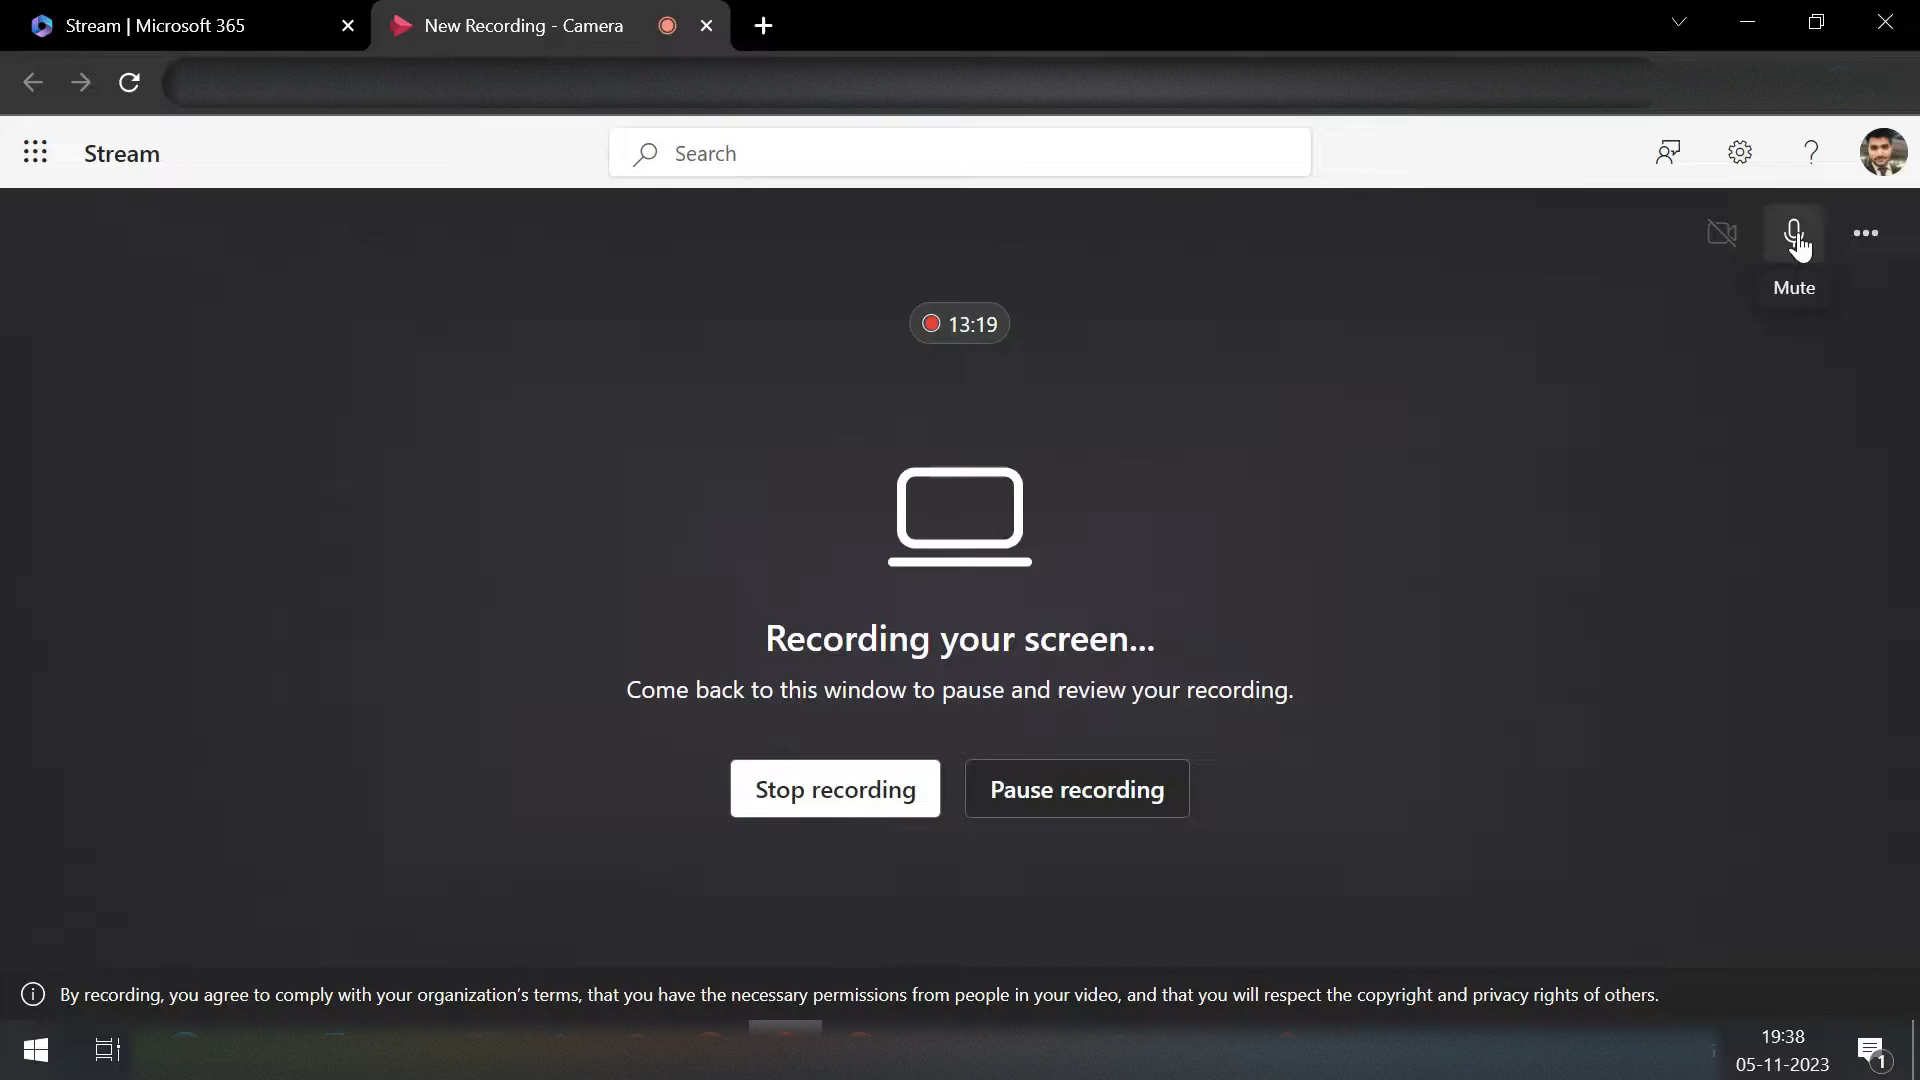 Stream | Microsoft 365
New Recording - Camera
Stream
Search
Mute
13:19
Recording your screen...
Come back to this window to pause and review your recording.
Stop recording
Pause recording
By recording, you agree to comply with your organization's terms, that you have the necessary permissions from people in your video, and that you will respect the copyright and privacy rights of others.
19:38
05-11-2023
1